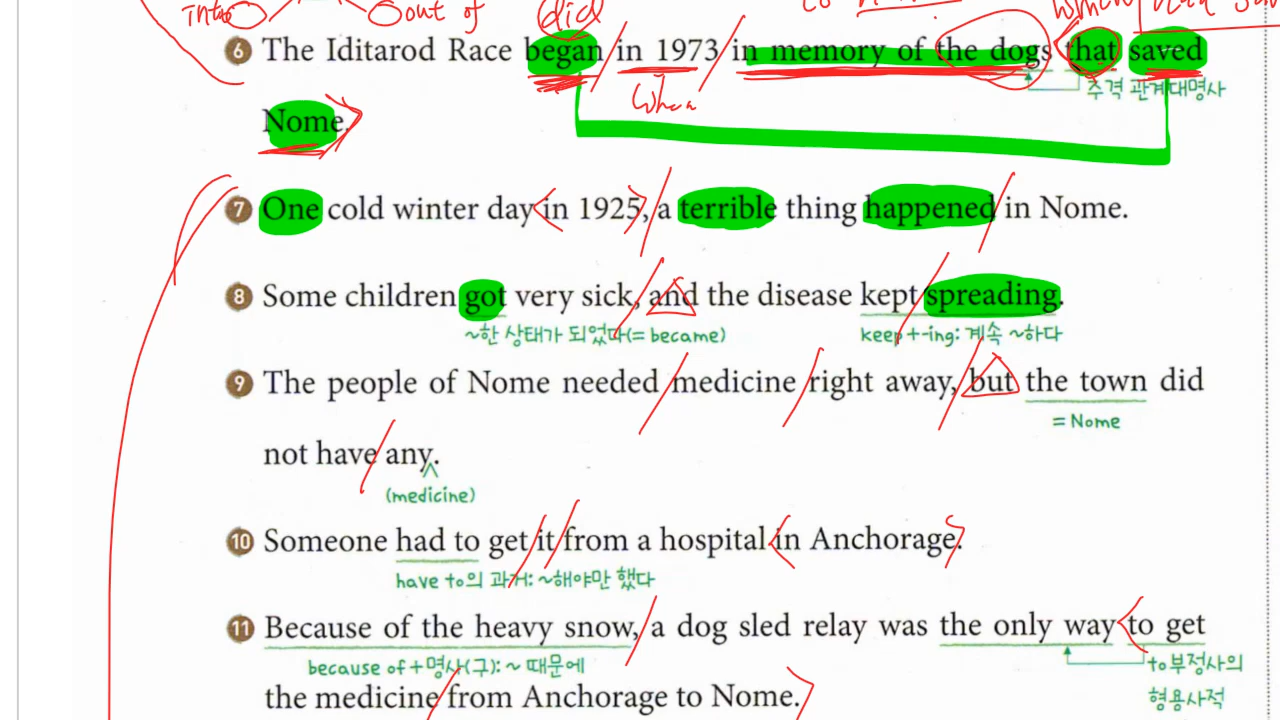 into out of did
6 The Iditarod Race began in 1973 in memory of the dogs that saved
when
주격 관계대명사
Nome.
7 One cold winter day in 1925, a terrible thing happened in Nome.
8 Some children got very sick, and the disease kept spreading.
~한 상태가 되었다(= became) keep+-ing: 계속 ~하다
9 The people of Nome needed medicine right away, but the town did
= Nome
not have any.
(medicine)
10 Someone had to get it from a hospital in Anchorage.
have to의 과거: ~해야만 했다
11 Because of the heavy snow, a dog sled relay was the only way to get
because of+명사(구): ~ 때문에 to부정사의
형용사적
the medicine from Anchorage to Nome.